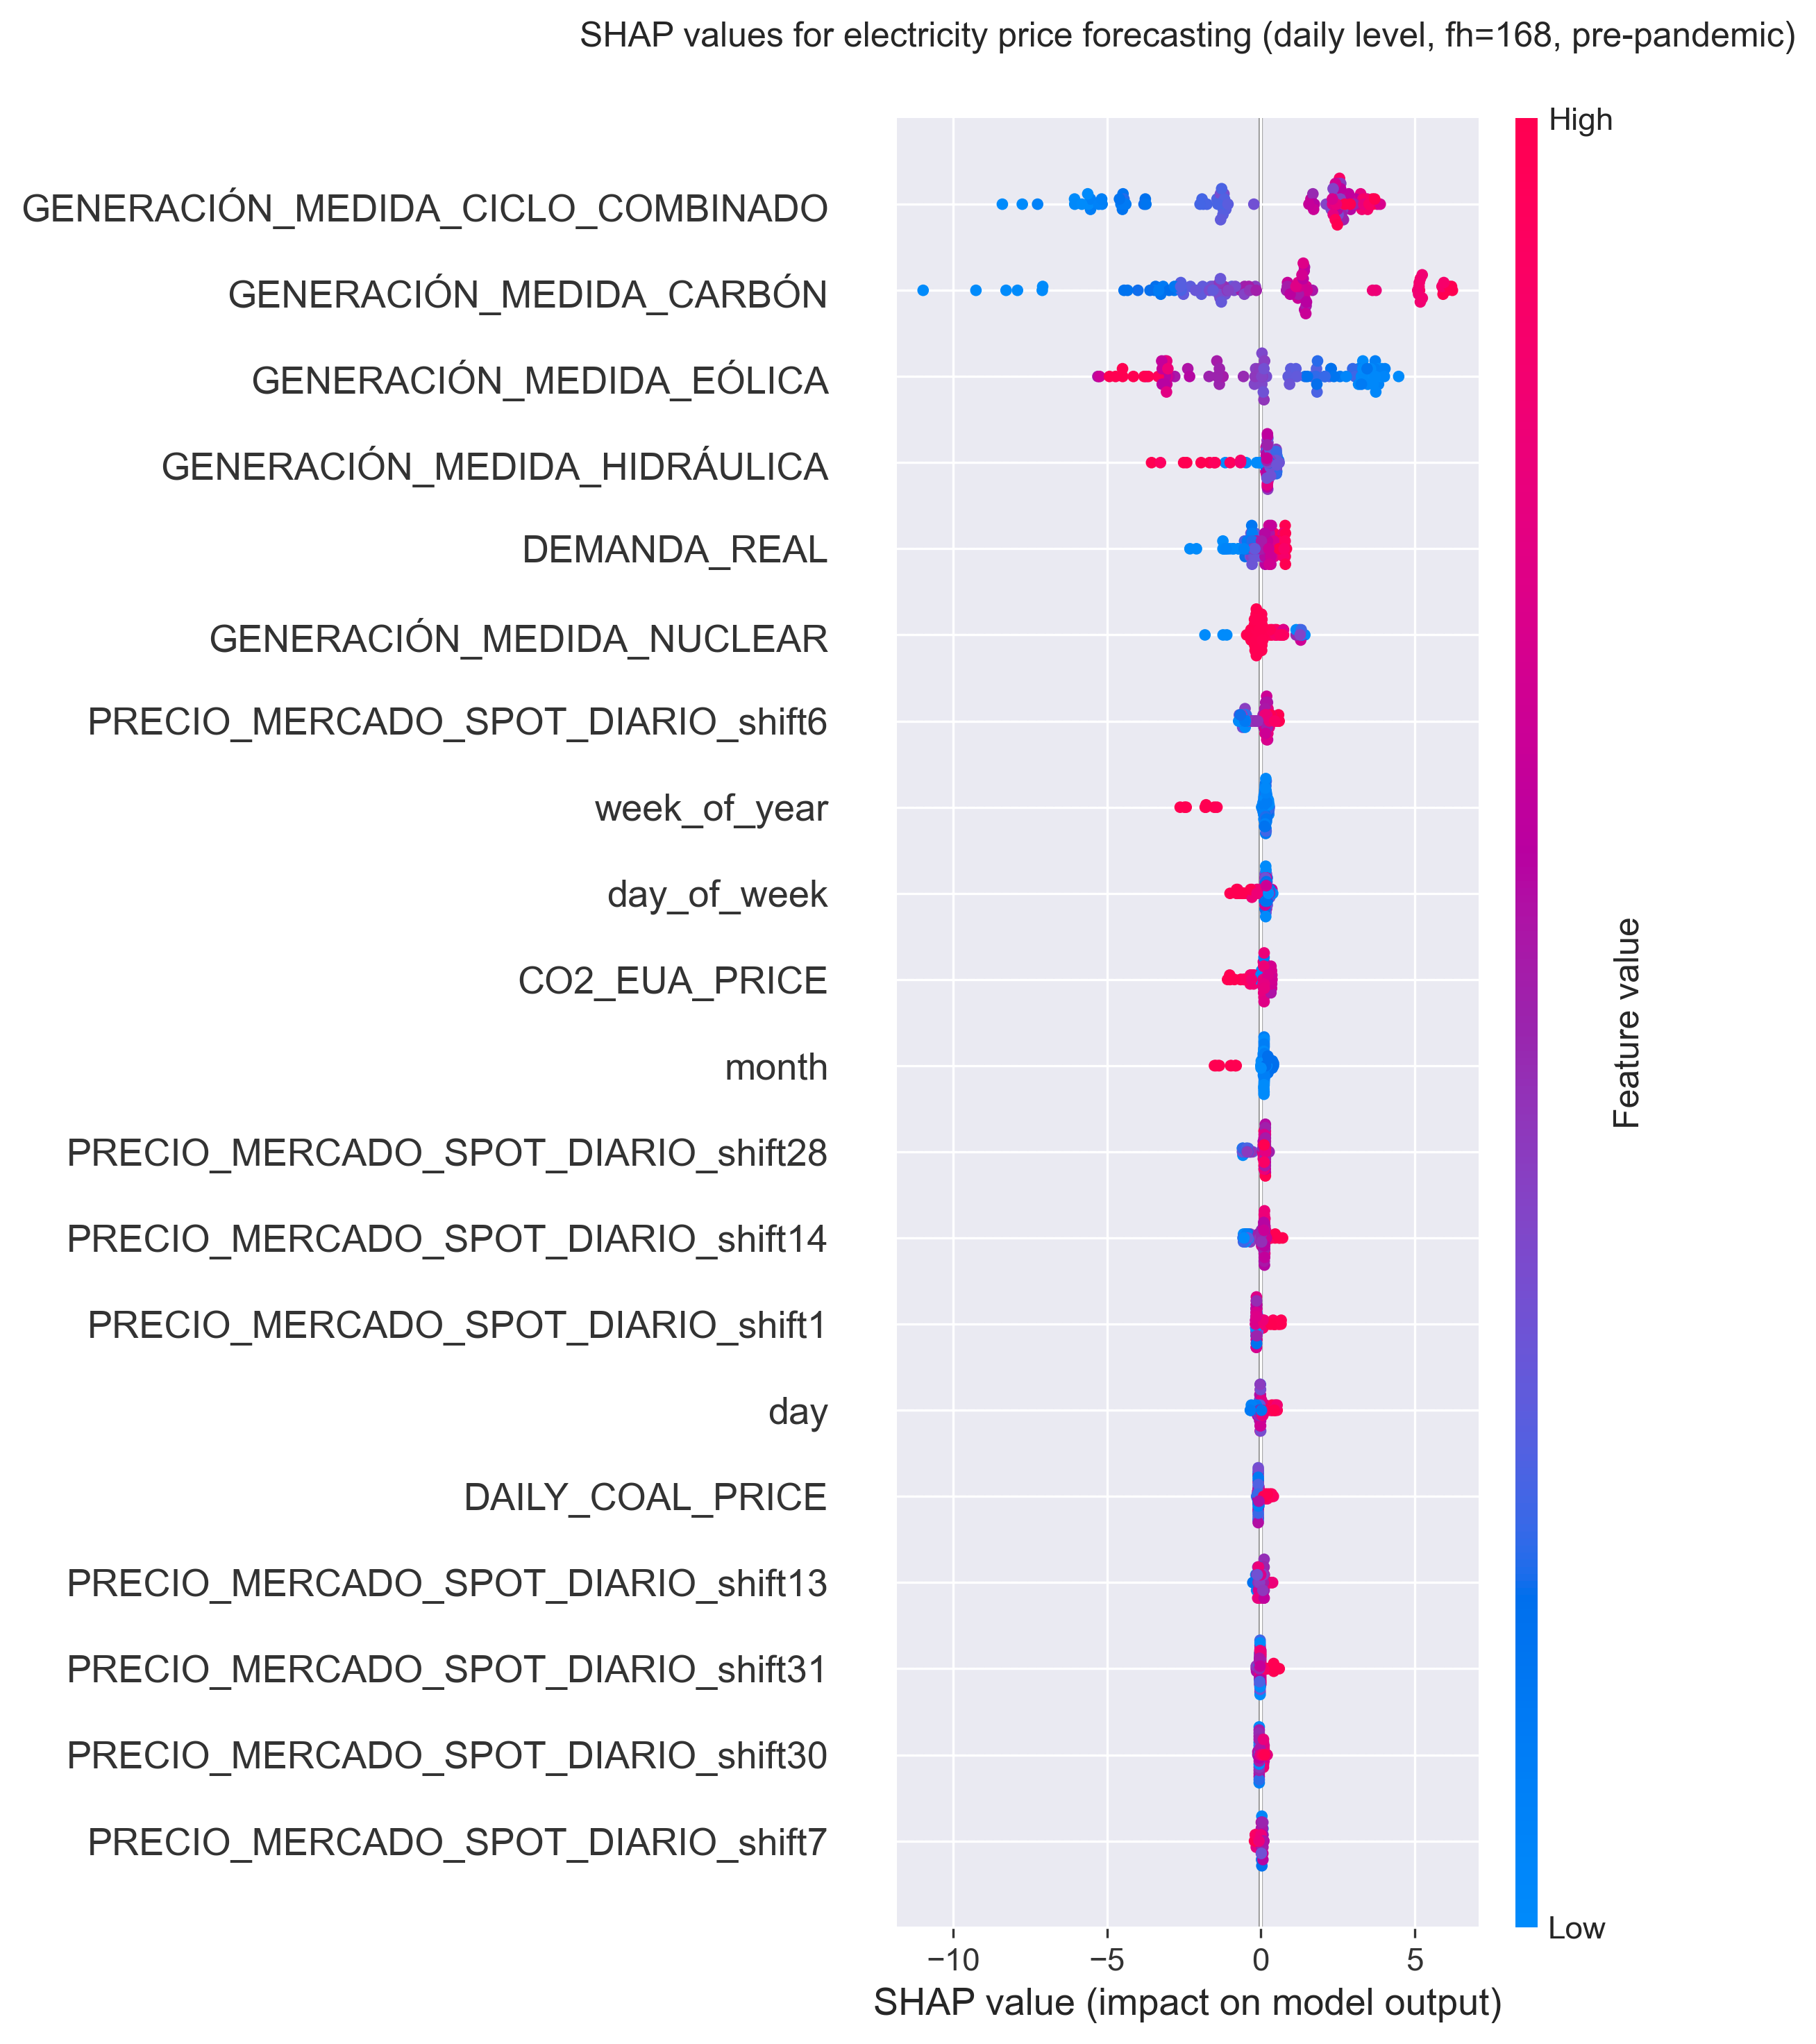 SHAP values for electricity price forecasting (daily level, fh=168, pre-pandemic)
High
GENERACIÓN_MEDIDA_CICLO_COMBINADO
GENERACIÓN_MEDIDA_CARBÓN
GENERACIÓN_MEDIDA_EÓLICA
GENERACIÓN_MEDIDA_HIDRÁULICA
DEMANDA_REAL
GENERACIÓN_MEDIDA_NUCLEAR
PRECIO_MERCADO_SPOT_DIARIO_shift6
week_of_year
day_of_week
CO2_EUA_PRICE
month
PRECIO_MERCADO_SPOT_DIARIO_shift28
PRECIO_MERCADO_SPOT_DIARIO_shift14
PRECIO_MERCADO_SPOT_DIARIO_shift1
day
DAILY_COAL_PRICE
PRECIO_MERCADO_SPOT_DIARIO_shift13
PRECIO_MERCADO_SPOT_DIARIO_shift31
PRECIO_MERCADO_SPOT_DIARIO_shift30
PRECIO_MERCADO_SPOT_DIARIO_shift7
Feature value
Low
−10 −5 0 5
SHAP value (impact on model output)